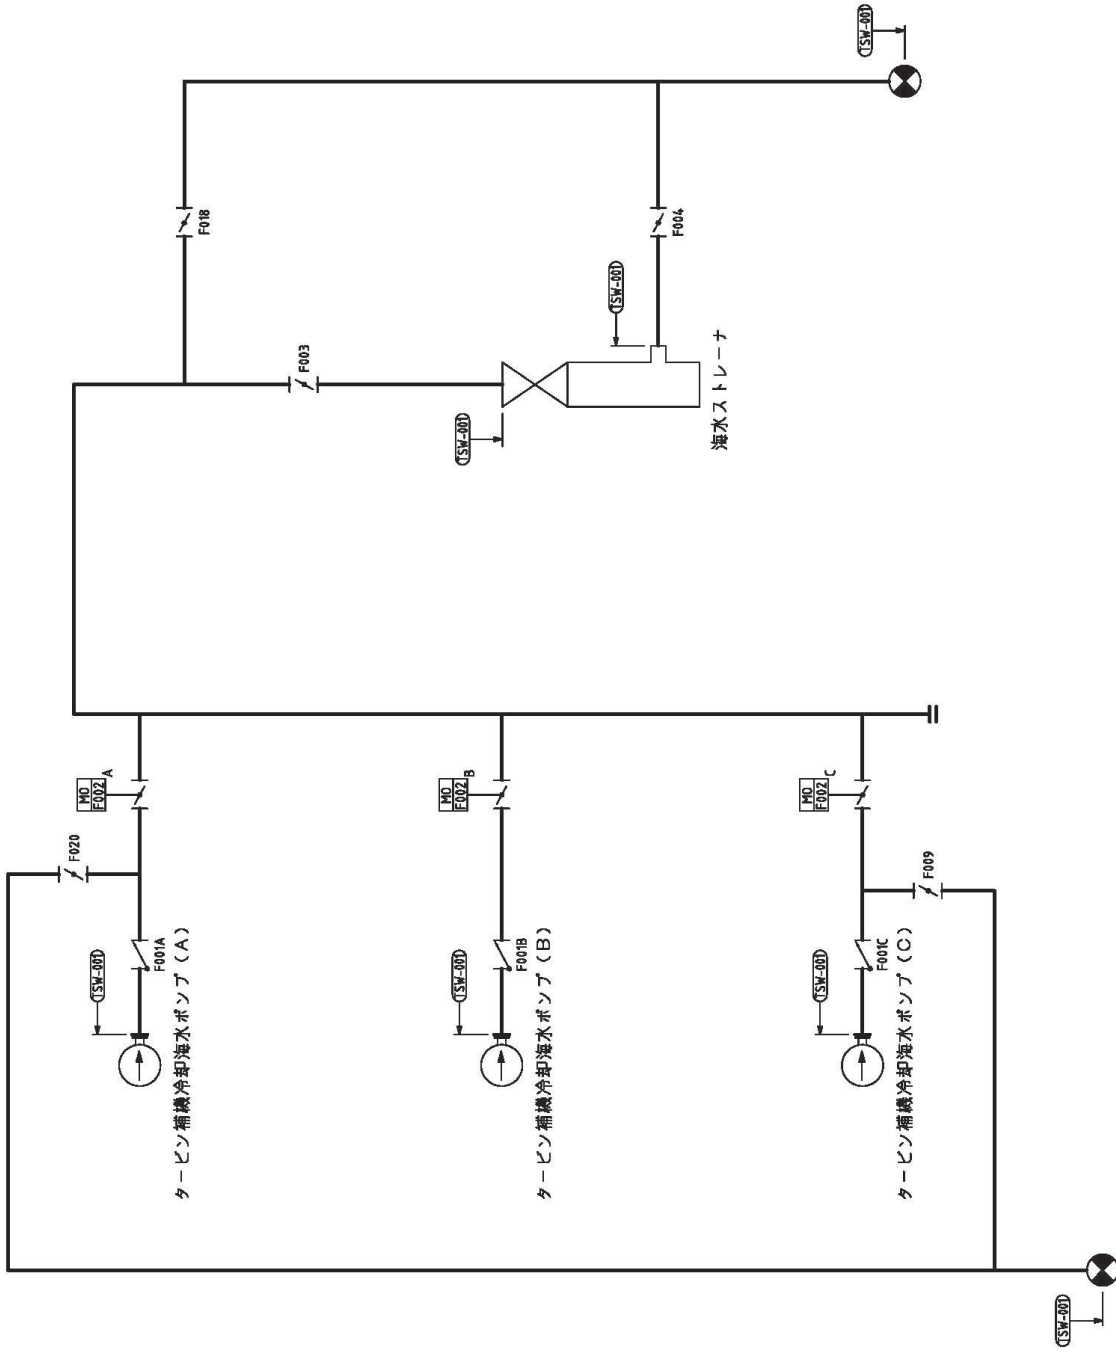 TSW-001
F018
F004
TSW-001
F003
TSW-001
海水ストレーナ
MO
F002
A
MO
F002
B
MO
F002
C
F020
F009
TSW-001
F001A
タービン補機冷却海水ポンプ(A)
TSW-001
F001B
タービン補機冷却海水ポンプ(B)
TSW-001
F001C
タービン補機冷却海水ポンプ(C)
TSW-001